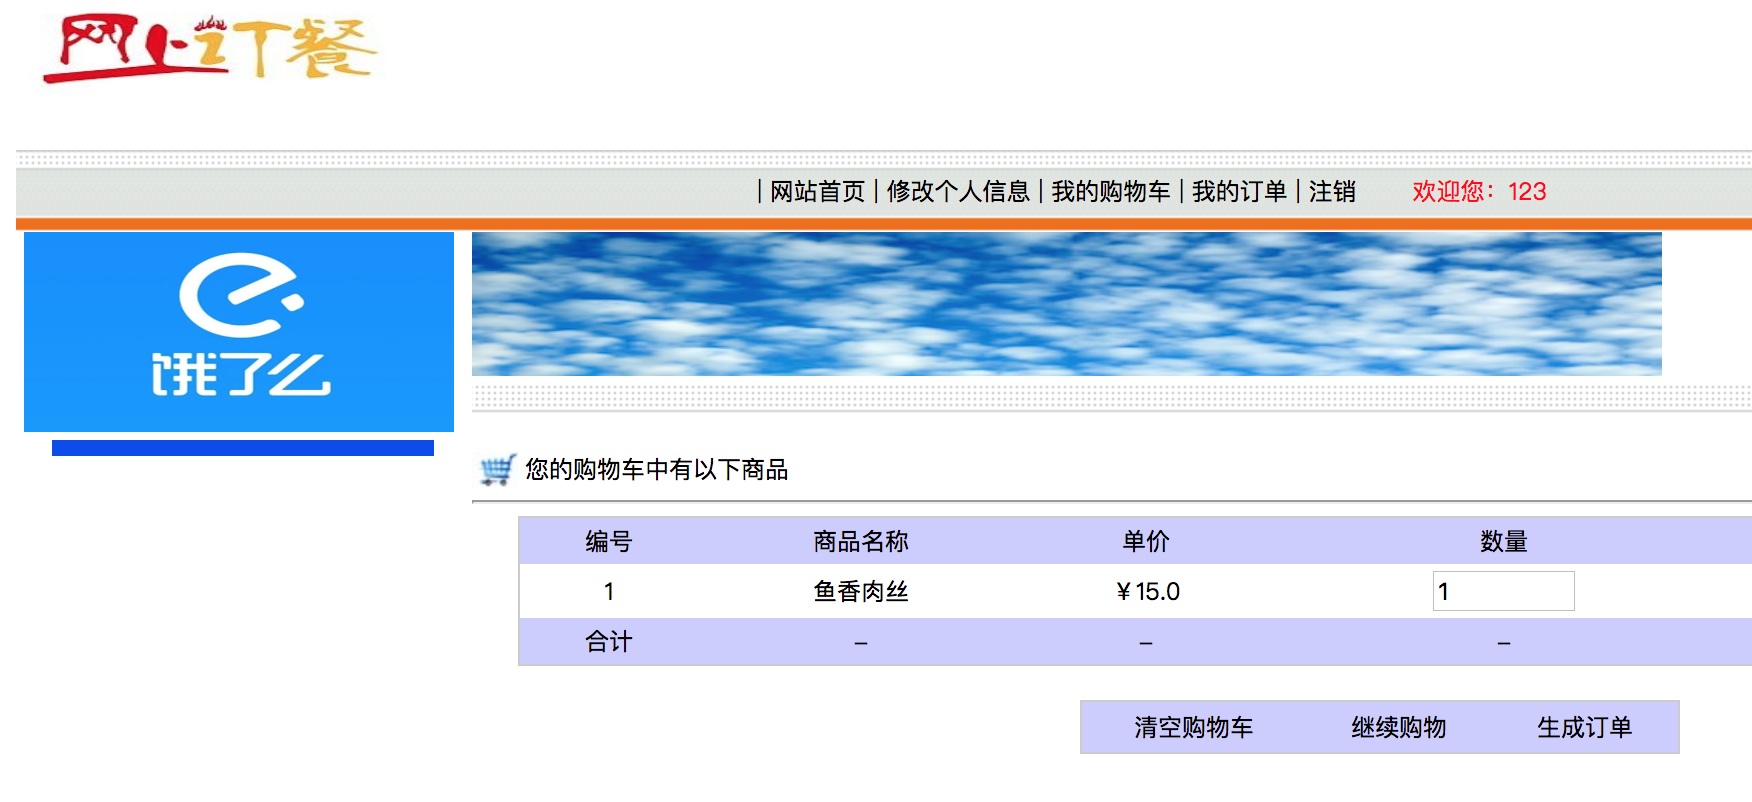 网上订餐
| 网站首页 | 修改个人信息 | 我的购物车 | 我的订单 | 注销 欢迎您：123
饿了么
您的购物车中有以下商品
编号 商品名称 单价 数量
1 鱼香肉丝 ¥15.0 1
合计 – – –
清空购物车 继续购物 生成订单